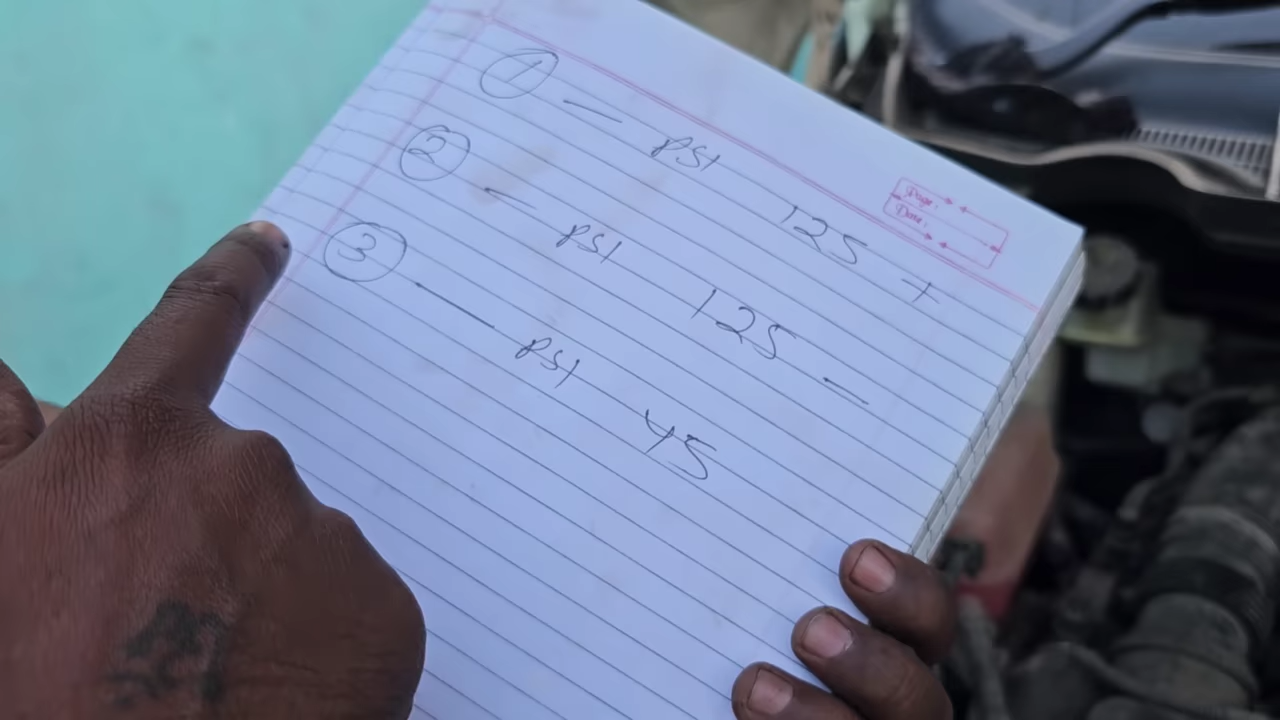 ① — PSI 125 +
② — PSI 125 —
③ — PSI 45
Page:
Date: